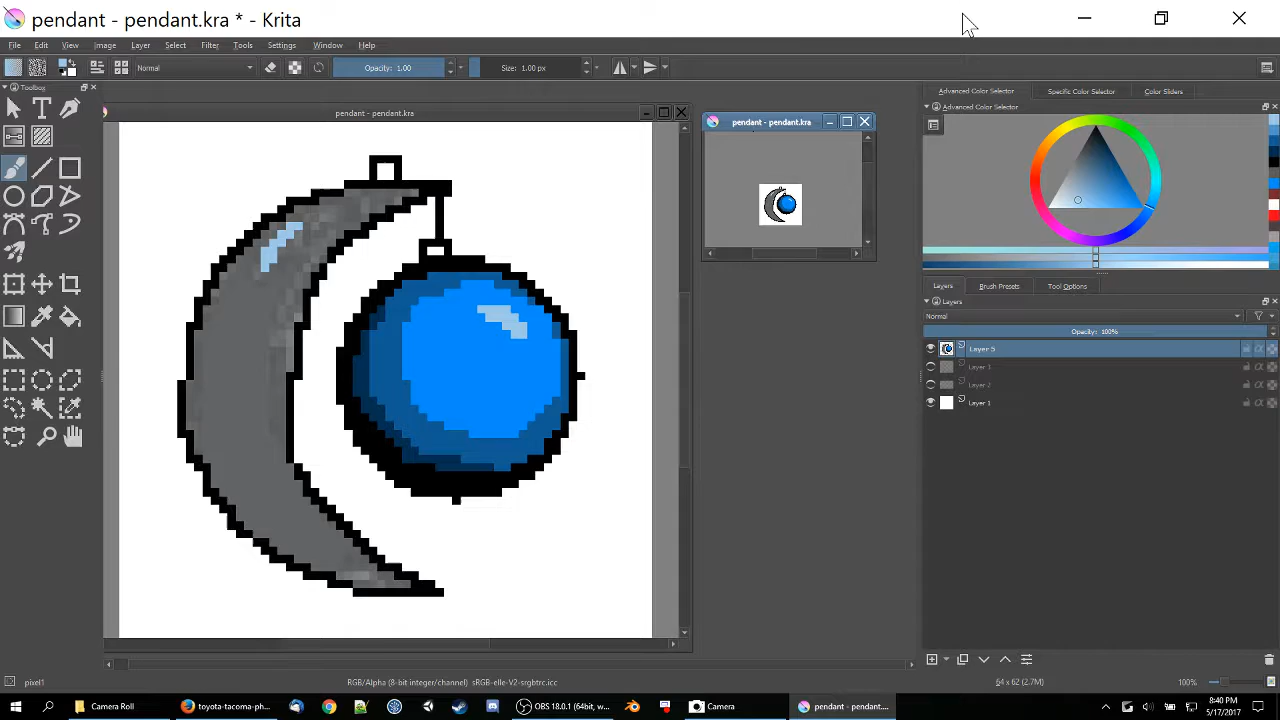 pendant - pendant.kra * - Krita
File Edit View Image Layer Select Filter Tools Settings Window Help
Normal Opacity: 1.00 Size: 1.00 px
Toolbox
pendant - pendant.kra
pendant - pendant.kra
Advanced Color Selector Specific Color Selector Color Sliders
Advanced Color Selector
Layers Brush Presets Tool Options
Layers
Normal
Opacity: 100%
Layer 5
Layer 1
Layer 2
Layer 1
pixel1 RGB/Alpha (8-bit integer/channel) sRGB-elle-V2-srgbtrc.icc 64 x 62 (2.7M) 100%
Camera Roll toyota-tacoma-ph... OBS 18.0.1 (64bit, w... Camera pendant - pendant.... 8:40 PM
5/17/2017